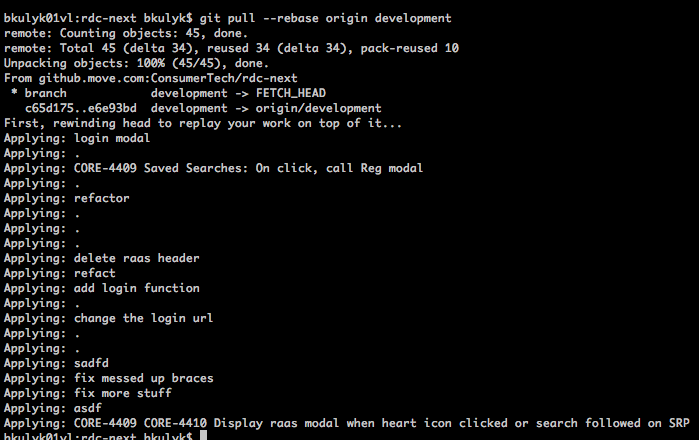 bkulyk01vl:rdc-next bkulyk$ git pull --rebase origin development
remote: Counting objects: 45, done.
remote: Total 45 (delta 34), reused 34 (delta 34), pack-reused 10
Unpacking objects: 100% (45/45), done.
From github.move.com:ConsumerTech/rdc-next
 * branch            development -> FETCH_HEAD
   c65d175..e6e93bd  development -> origin/development
First, rewinding head to replay your work on top of it...
Applying: login modal
Applying: .
Applying: CORE-4409 Saved Searches: On click, call Reg modal
Applying: .
Applying: refactor
Applying: .
Applying: .
Applying: .
Applying: delete raas header
Applying: refact
Applying: add login function
Applying: .
Applying: change the login url
Applying: .
Applying: .
Applying: sadfd
Applying: fix messed up braces
Applying: fix more stuff
Applying: asdf
Applying: CORE-4409 CORE-4410 Display raas modal when heart icon clicked or search followed on SRP
bkulyk01vl:rdc-next bkulyk$